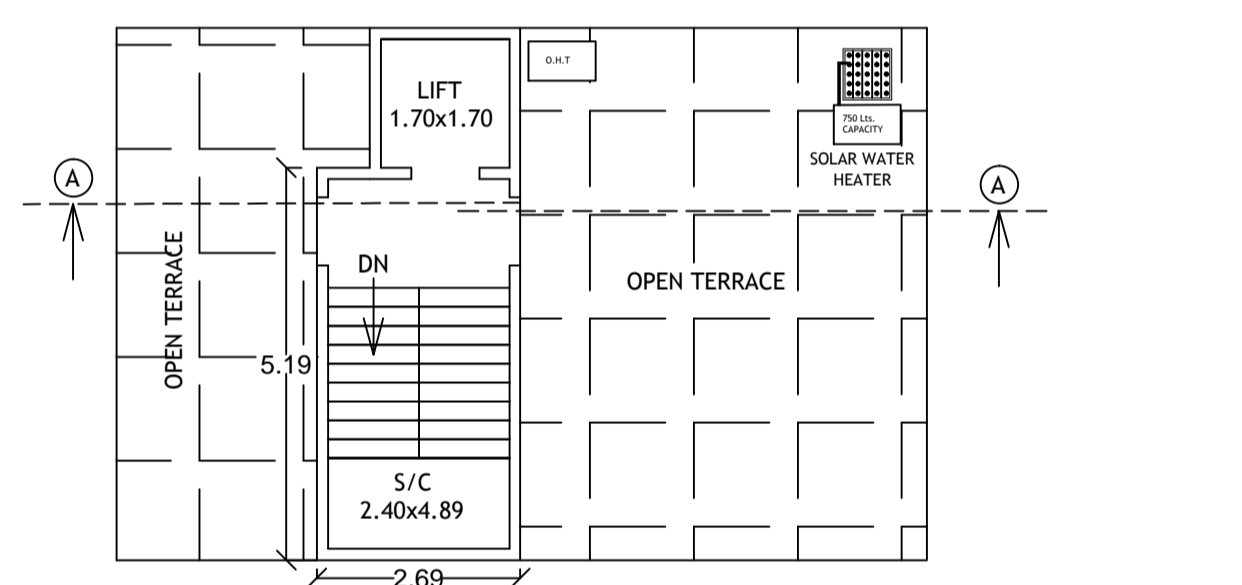 LIFT
1.70x1.70
O.H.T
750 Lts.
CAPACITY
SOLAR WATER
HEATER
A
A
OPEN TERRACE
DN
OPEN TERRACE
5.19
S/C
2.40x4.89
2.69